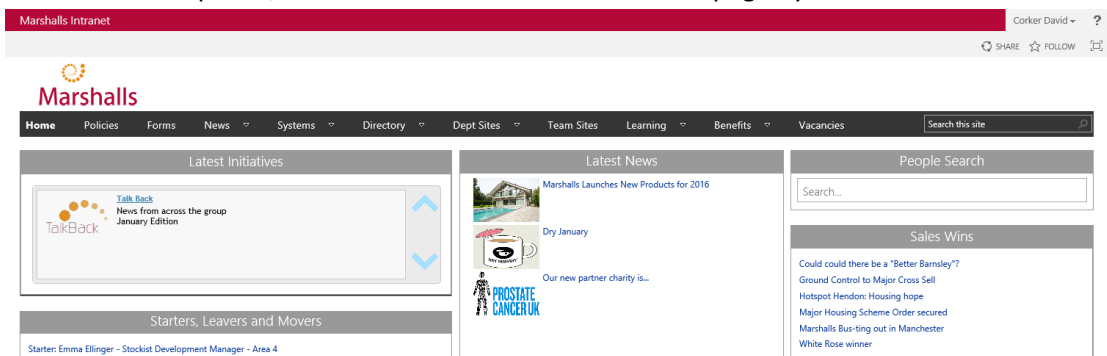 Marshalls Intranet
Corker David
?
SHARE
FOLLOW
Marshalls
Home Policies Forms News Systems Directory Dept Sites Team Sites Learning Benefits Vacancies
Search this site
Latest Initiatives
Talk Back
News from across the group
January Edition
TalkBack
Starters, Leavers and Movers
Starter: Emma Ellinger - Stockist Development Manager - Area 4
Latest News
Marshalls Launches New Products for 2016
Dry January
DRY JANUARY
Our new partner charity is...
PROSTATE
CANCER UK
People Search
Search...
Sales Wins
Could could there be a "Better Barnsley"?
Ground Control to Major Cross Sell
Hotspot Hendon: Housing hope
Major Housing Scheme Order secured
Marshalls Bus-ting out in Manchester
White Rose winner